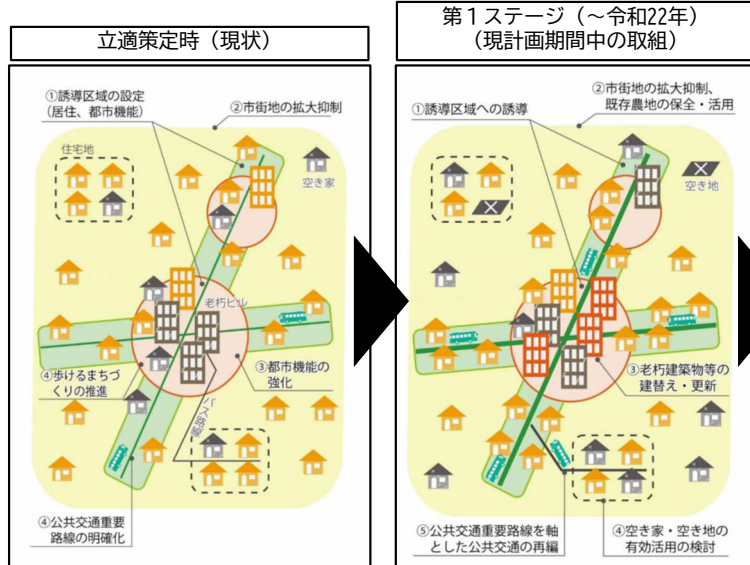 立適策定時（現状）
①誘導区域の設定
（居住、都市機能）
②市街地の拡大抑制
住宅地
空き家
老朽ビル
④歩けるまちづ
くりの推進
③都市機能の
強化
バス路線
④公共交通重要
路線の明確化
第１ステージ（～令和22年）
（現計画期間中の取組）
②市街地の拡大抑制、
既存農地の保全・活用
①誘導区域への誘導
空き地
③老朽建築物等の
建替え・更新
⑤公共交通重要路線を軸
とした公共交通の再編
④空き家・空き地の
有効活用の検討